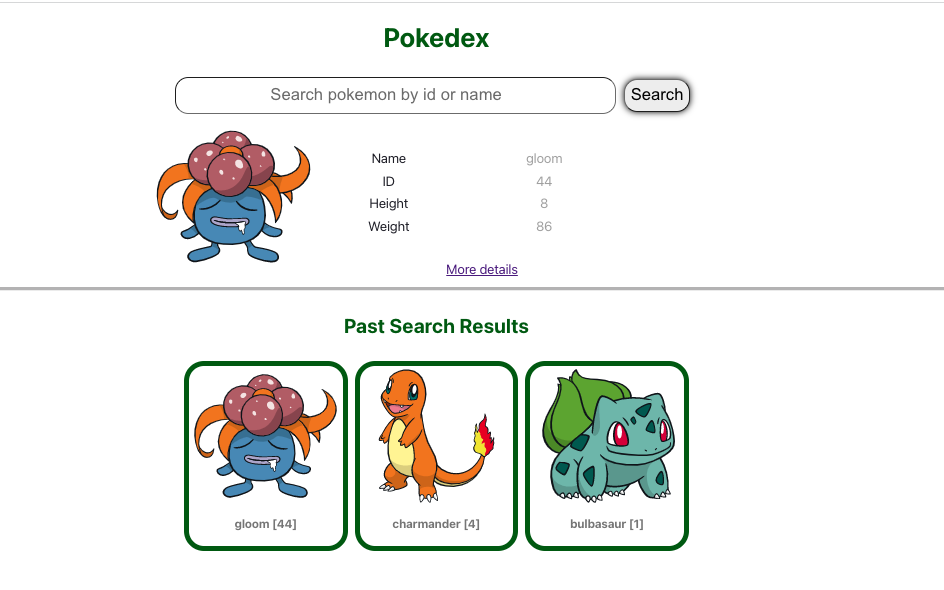 Pokedex
Search pokemon by id or name
Search
Name gloom
ID 44
Height 8
Weight 86
More details
Past Search Results
gloom [44]
charmander [4]
bulbasaur [1]